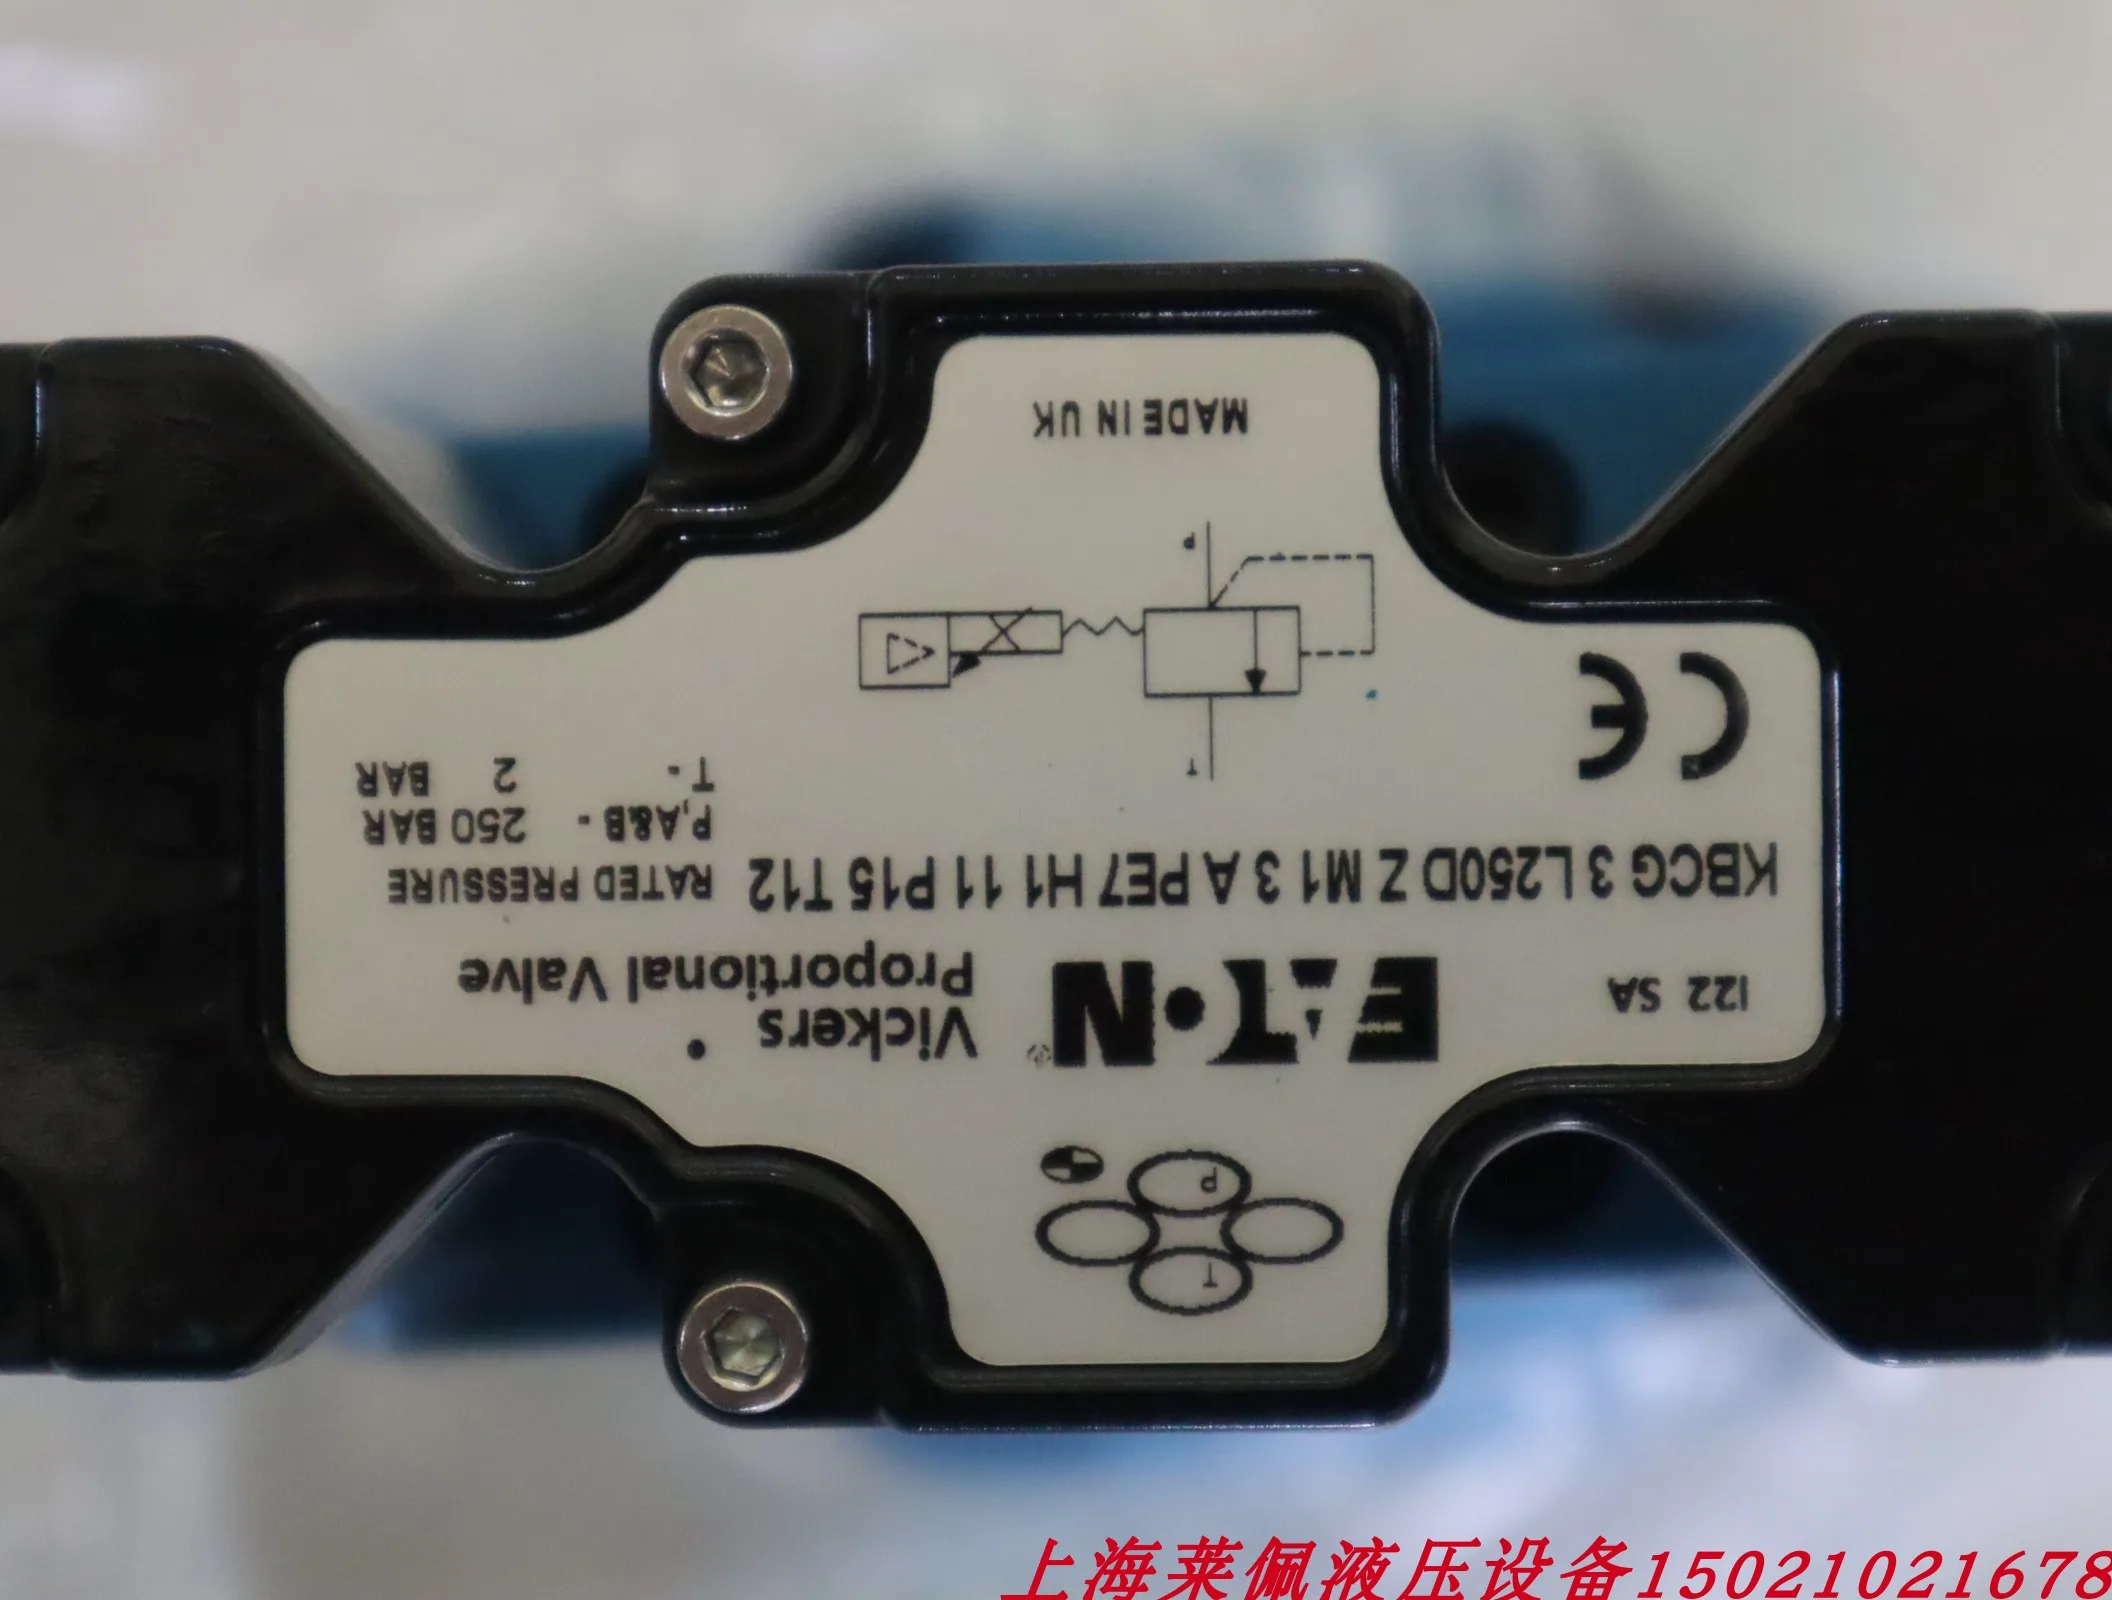 T
P
I22 SA
EATON
Vickers
Proportional Valve
KBCG 3 L250D Z M1 3 A PE7 H1 11 P15 T12
RATED PRESSURE
P,A&B - 250 BAR
T - 2 BAR
CE
T
P
MADE IN UK
上海莱佩液压设备15021021678